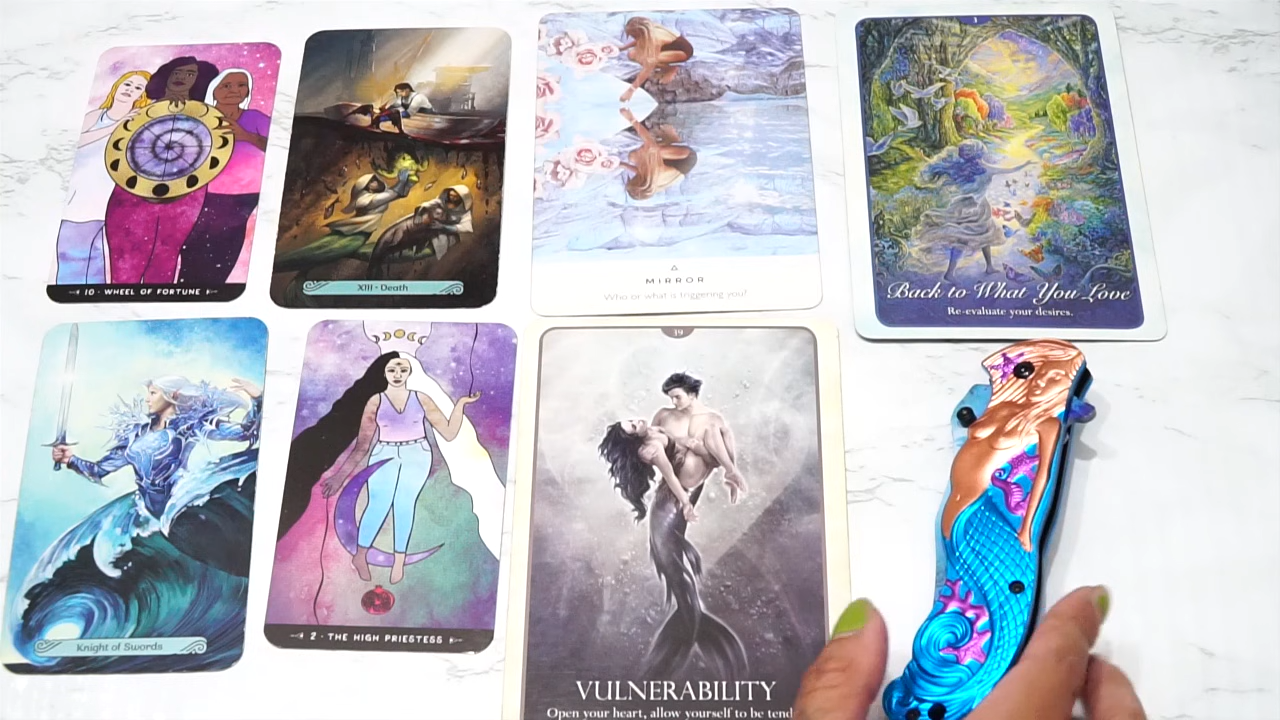 10 · WHEEL OF FORTUNE
XIII · Death
MIRROR
Who or what is triggering you?
3
Back to What You Love
Re-evaluate your desires.
Knight of Swords
2 · THE HIGH PRIESTESS
39
VULNERABILITY
Open your heart, allow yourself to be tend